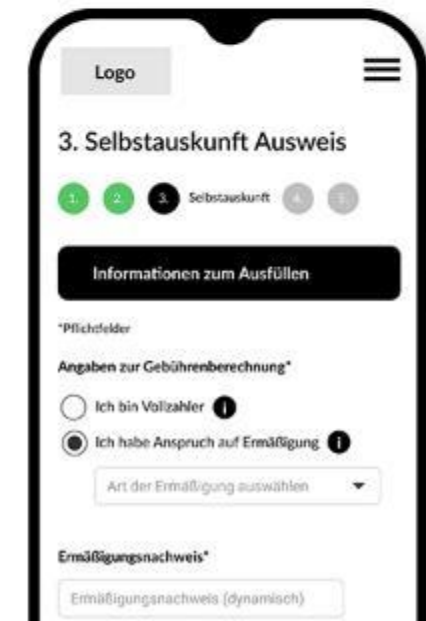 Logo
3. Selbstauskunft Ausweis
1. 2. 3. Selbstauskunft 4. 5.
Informationen zum Ausfüllen
*Pflichtfelder
Angaben zur Gebührenberechnung*
Ich bin Vollzahler i
Ich habe Anspruch auf Ermäßigung i
Art der Ermäßigung auswählen
Ermäßigungsnachweis*
Ermäßigungsnachweis (dynamisch)